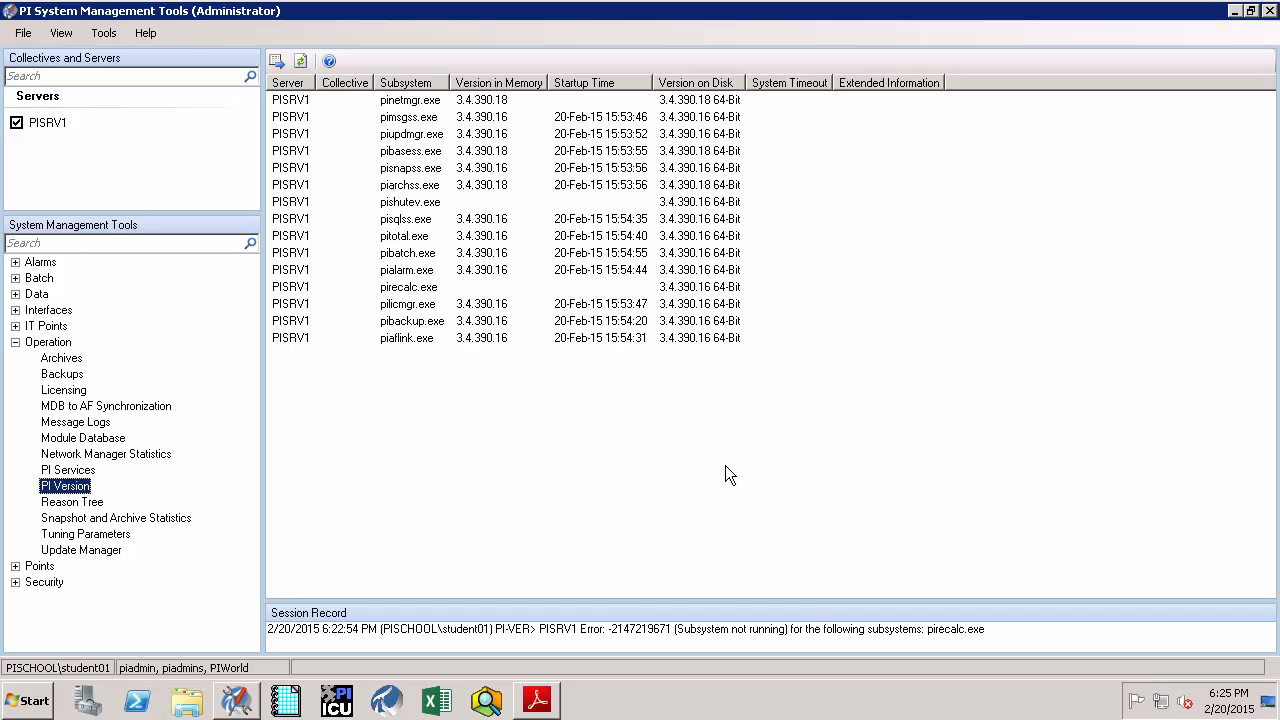 PI System Management Tools (Administrator)
File View Tools Help
Collectives and Servers
Search
Servers
PISRV1
System Management Tools
Search
Alarms
Batch
Data
Interfaces
IT Points
Operation
Archives
Backups
Licensing
MDB to AF Synchronization
Message Logs
Module Database
Network Manager Statistics
PI Services
PI Version
Reason Tree
Snapshot and Archive Statistics
Tuning Parameters
Update Manager
Points
Security
Server Collective Subsystem Version in Memory Startup Time Version on Disk System Timeout Extended Information
PISRV1 pinetmgr.exe 3.4.390.18 3.4.390.18 64-Bit
PISRV1 pimsgss.exe 3.4.390.16 20-Feb-15 15:53:46 3.4.390.16 64-Bit
PISRV1 piupdmgr.exe 3.4.390.16 20-Feb-15 15:53:52 3.4.390.16 64-Bit
PISRV1 pibasess.exe 3.4.390.18 20-Feb-15 15:53:55 3.4.390.18 64-Bit
PISRV1 pisnapss.exe 3.4.390.16 20-Feb-15 15:53:56 3.4.390.16 64-Bit
PISRV1 piarchss.exe 3.4.390.18 20-Feb-15 15:53:56 3.4.390.18 64-Bit
PISRV1 pishutev.exe 3.4.390.16 64-Bit
PISRV1 pisqlss.exe 3.4.390.16 20-Feb-15 15:54:35 3.4.390.16 64-Bit
PISRV1 pitotal.exe 3.4.390.16 20-Feb-15 15:54:40 3.4.390.16 64-Bit
PISRV1 pibatch.exe 3.4.390.16 20-Feb-15 15:54:55 3.4.390.16 64-Bit
PISRV1 pialarm.exe 3.4.390.16 20-Feb-15 15:54:44 3.4.390.16 64-Bit
PISRV1 pirecalc.exe 3.4.390.16 64-Bit
PISRV1 pilicmgr.exe 3.4.390.16 20-Feb-15 15:53:47 3.4.390.16 64-Bit
PISRV1 pibackup.exe 3.4.390.16 20-Feb-15 15:54:20 3.4.390.16 64-Bit
PISRV1 piaflink.exe 3.4.390.16 20-Feb-15 15:54:31 3.4.390.16 64-Bit
Session Record
2/20/2015 6:22:54 PM (PISCHOOL\student01) PI-VER> PISRV1 Error: -2147219671 (Subsystem not running) for the following subsystems: pirecalc.exe
PISCHOOL\student01 piadmin, piadmins, PIWorld
Start
PI
ICU
6:25 PM
2/20/2015